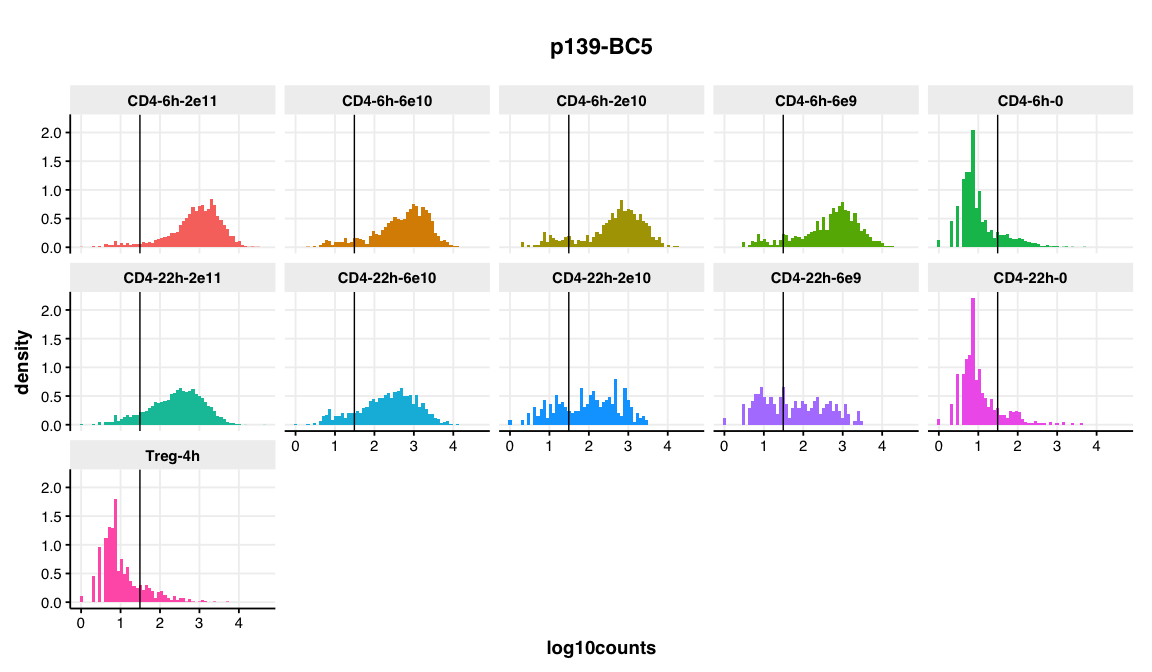 p139-BC5
CD4-6h-2e11 CD4-6h-6e10 CD4-6h-2e10 CD4-6h-6e9 CD4-6h-0
2.0
1.5
1.0
0.5
0.0
CD4-22h-2e11 CD4-22h-6e10 CD4-22h-2e10 CD4-22h-6e9 CD4-22h-0
2.0
1.5
1.0
0.5
0.0
0 1 2 3 4 0 1 2 3 4 0 1 2 3 4 0 1 2 3 4
Treg-4h
2.0
1.5
1.0
0.5
0.0
0 1 2 3 4
density
log10counts